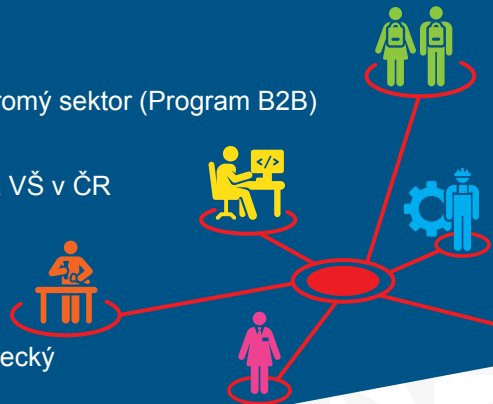 romý sektor (Program B2B)
</>
VŠ v ČR
ecký